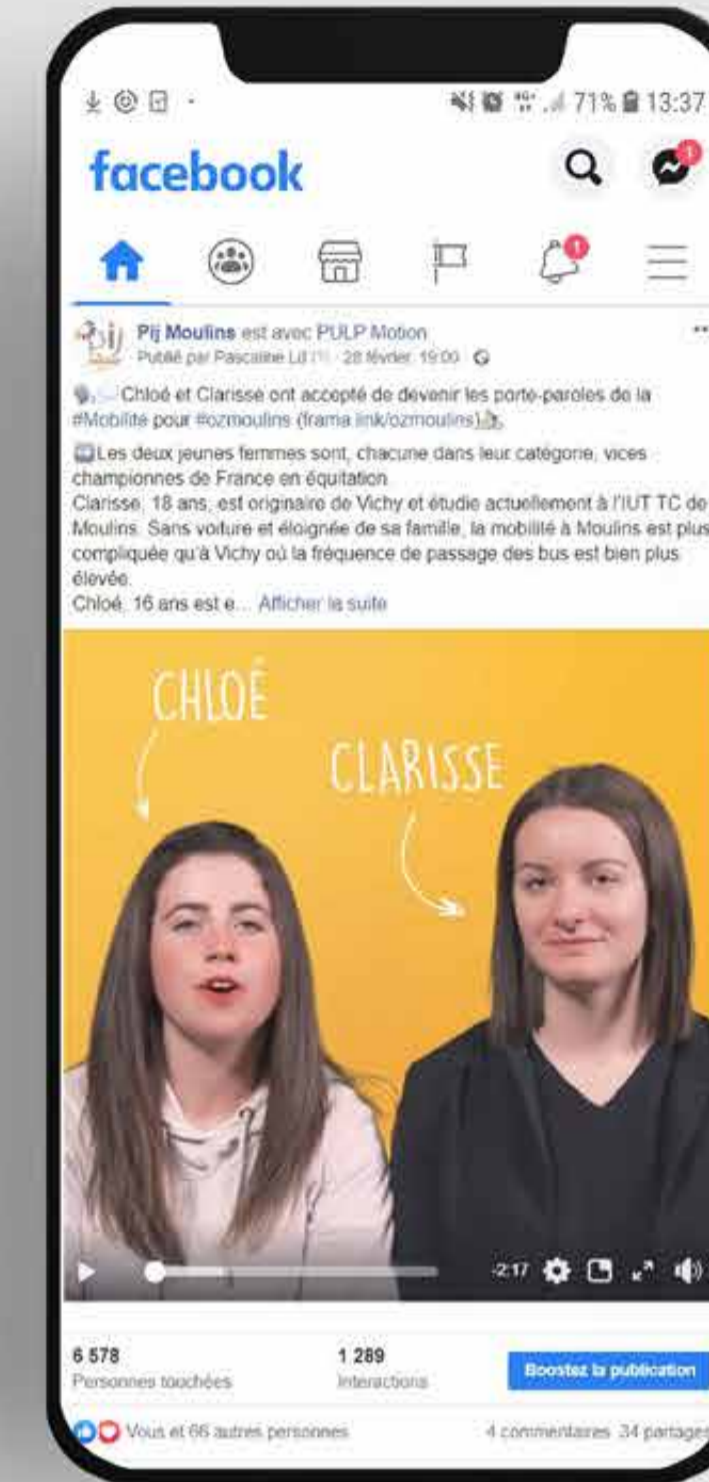 71% 13:37
facebook
1
1
Pij Moulins est avec PULP Motion
Publié par Pascaline Ld 28 février, 19:00
Chloé et Clarisse ont accepté de devenir les porte-paroles de la
#Mobilité pour #ozmoulins (frama.link/ozmoulins)
Les deux jeunes femmes sont, chacune dans leur catégorie, vices
championnes de France en équitation
Clarisse, 18 ans, est originaire de Vichy et étudie actuellement à l'IUT TC de
Moulins. Sans voiture et éloignée de sa famille, la mobilité à Moulins est plus
compliquée qu'à Vichy où la fréquence de passage des bus est bien plus
élevée.
Chloé, 16 ans est e... Afficher la suite
CHLOÉ
CLARISSE
-2:17
6 578
Personnes touchées
1 289
Interactions
Boostez la publication
Vous et 66 autres personnes
4 commentaires 34 partages